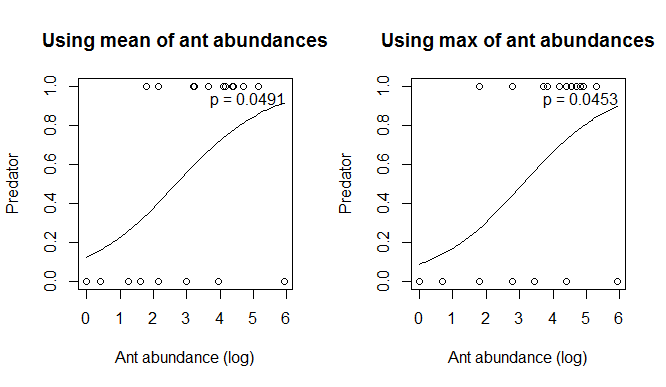 Using mean of ant abundances
p = 0.0491
Predator
0.0 0.2 0.4 0.6 0.8 1.0
0 1 2 3 4 5 6
Ant abundance (log)
Using max of ant abundances
p = 0.0453
Predator
0.0 0.2 0.4 0.6 0.8 1.0
0 1 2 3 4 5 6
Ant abundance (log)